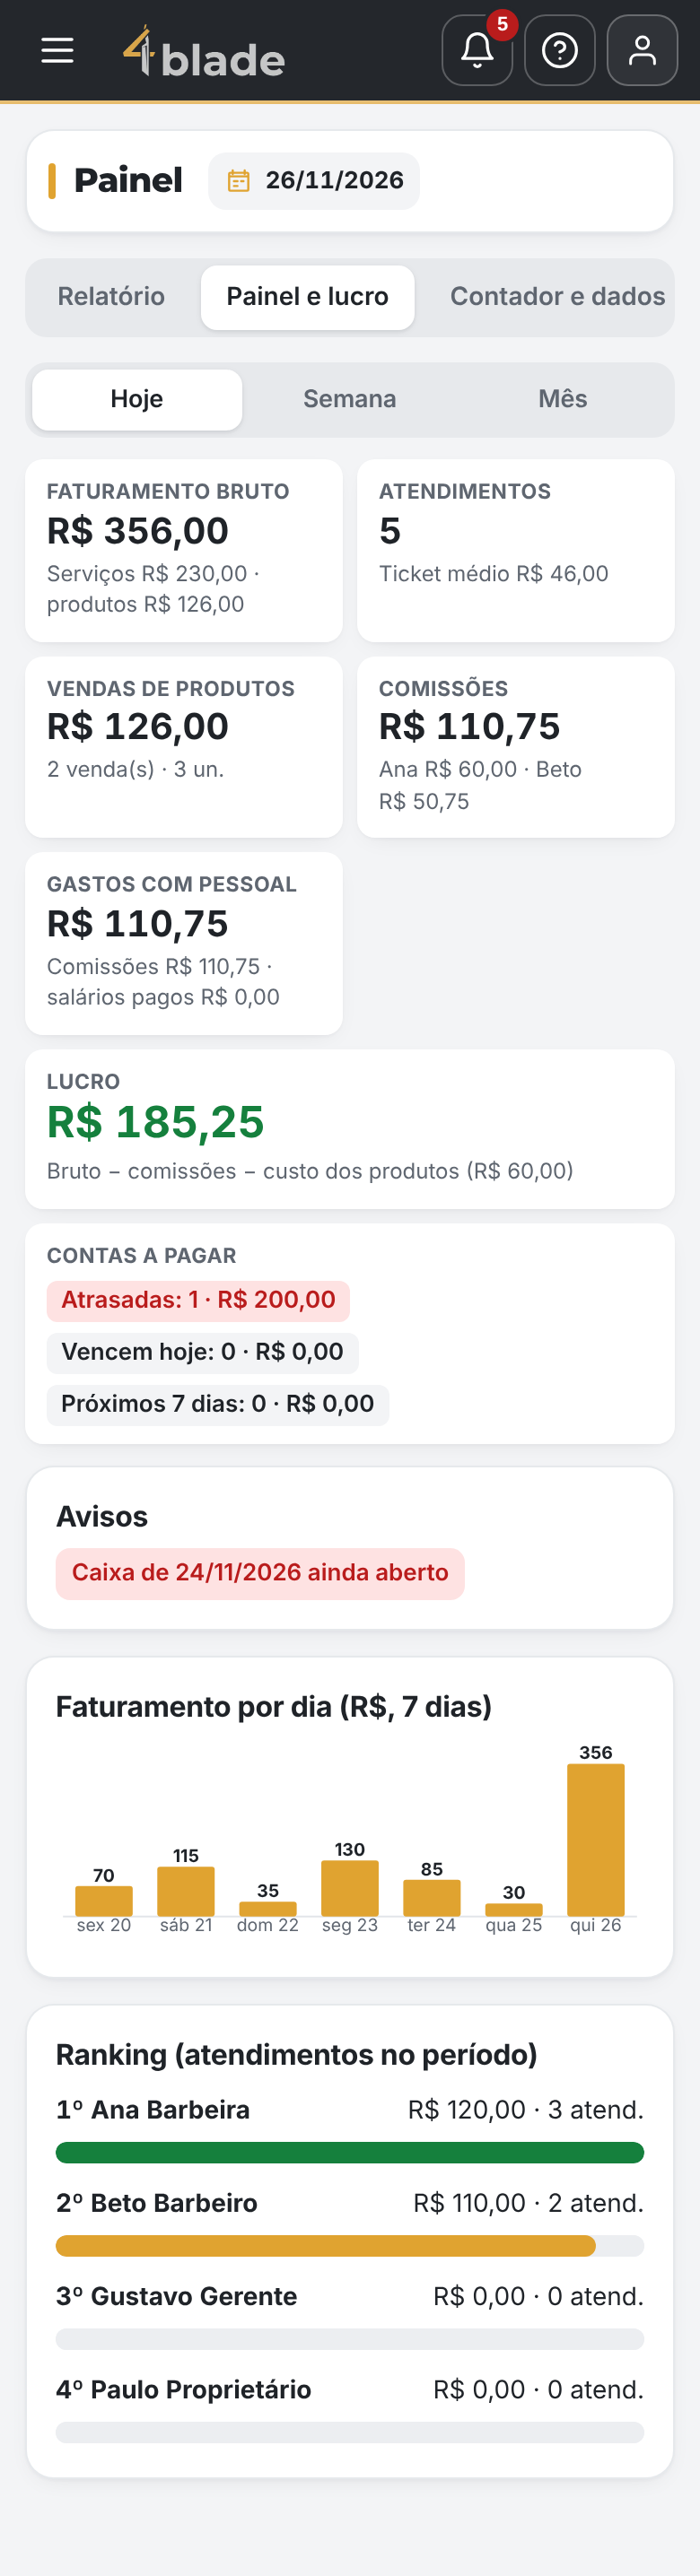 4blade
5
Painel
26/11/2026
Relatório
Painel e lucro
Contador e dados
Hoje
Semana
Mês
FATURAMENTO BRUTO
R$ 356,00
Serviços R$ 230,00 ·
produtos R$ 126,00
ATENDIMENTOS
5
Ticket médio R$ 46,00
VENDAS DE PRODUTOS
R$ 126,00
2 venda(s) · 3 un.
COMISSÕES
R$ 110,75
Ana R$ 60,00 · Beto
R$ 50,75
GASTOS COM PESSOAL
R$ 110,75
Comissões R$ 110,75 ·
salários pagos R$ 0,00
LUCRO
R$ 185,25
Bruto − comissões − custo dos produtos (R$ 60,00)
CONTAS A PAGAR
Atrasadas: 1 · R$ 200,00
Vencem hoje: 0 · R$ 0,00
Próximos 7 dias: 0 · R$ 0,00
Avisos
Caixa de 24/11/2026 ainda aberto
Faturamento por dia (R$, 7 dias)
70
115
35
130
85
30
356
sex 20
sáb 21
dom 22
seg 23
ter 24
qua 25
qui 26
Ranking (atendimentos no período)
1º Ana Barbeira
R$ 120,00 · 3 atend.
2º Beto Barbeiro
R$ 110,00 · 2 atend.
3º Gustavo Gerente
R$ 0,00 · 0 atend.
4º Paulo Proprietário
R$ 0,00 · 0 atend.